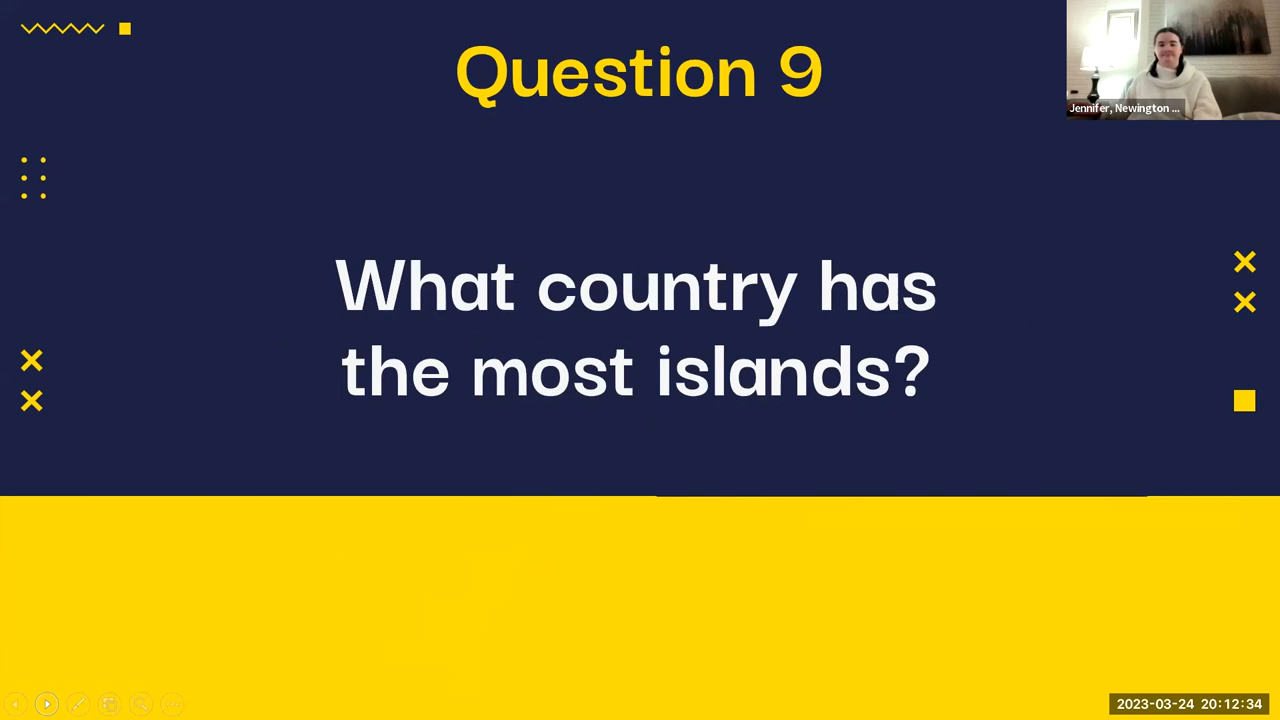 Question 9
Jennifer, Newington ...
What country has
the most islands?
2023-03-24 20:12:34